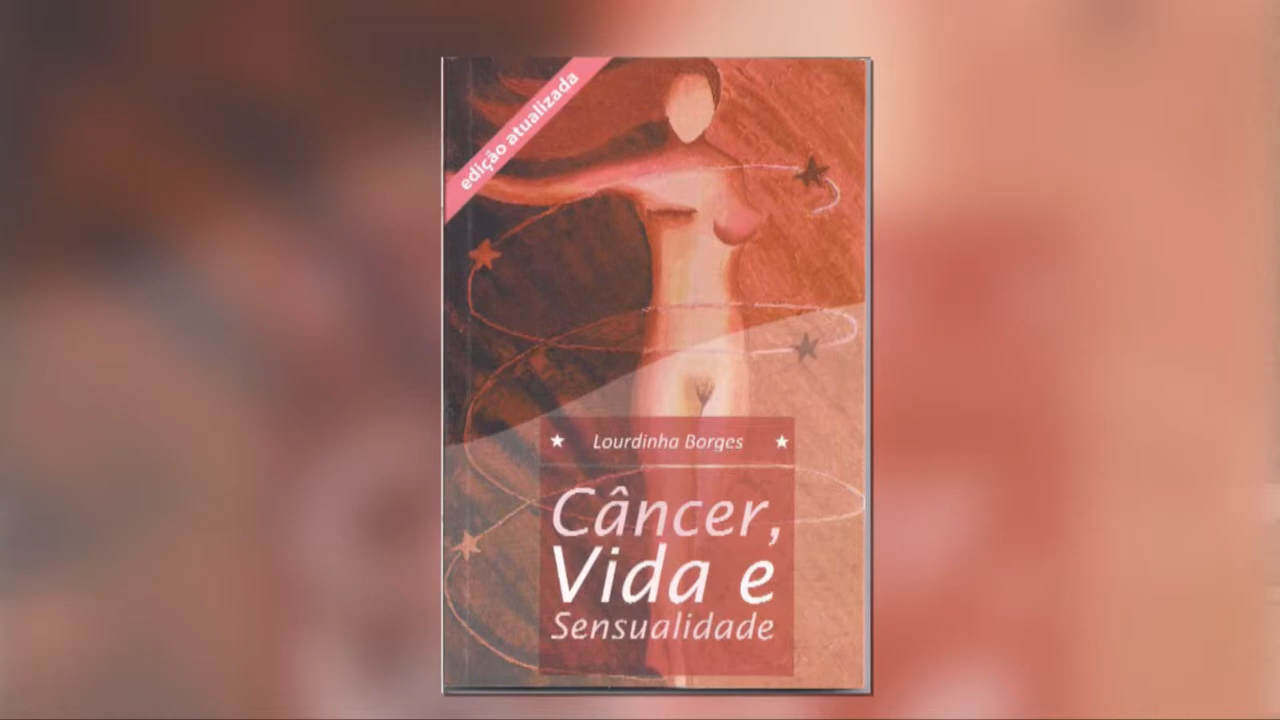 edição atualizada
Lourdinha Borges
Câncer,
Vida e
Sensualidade